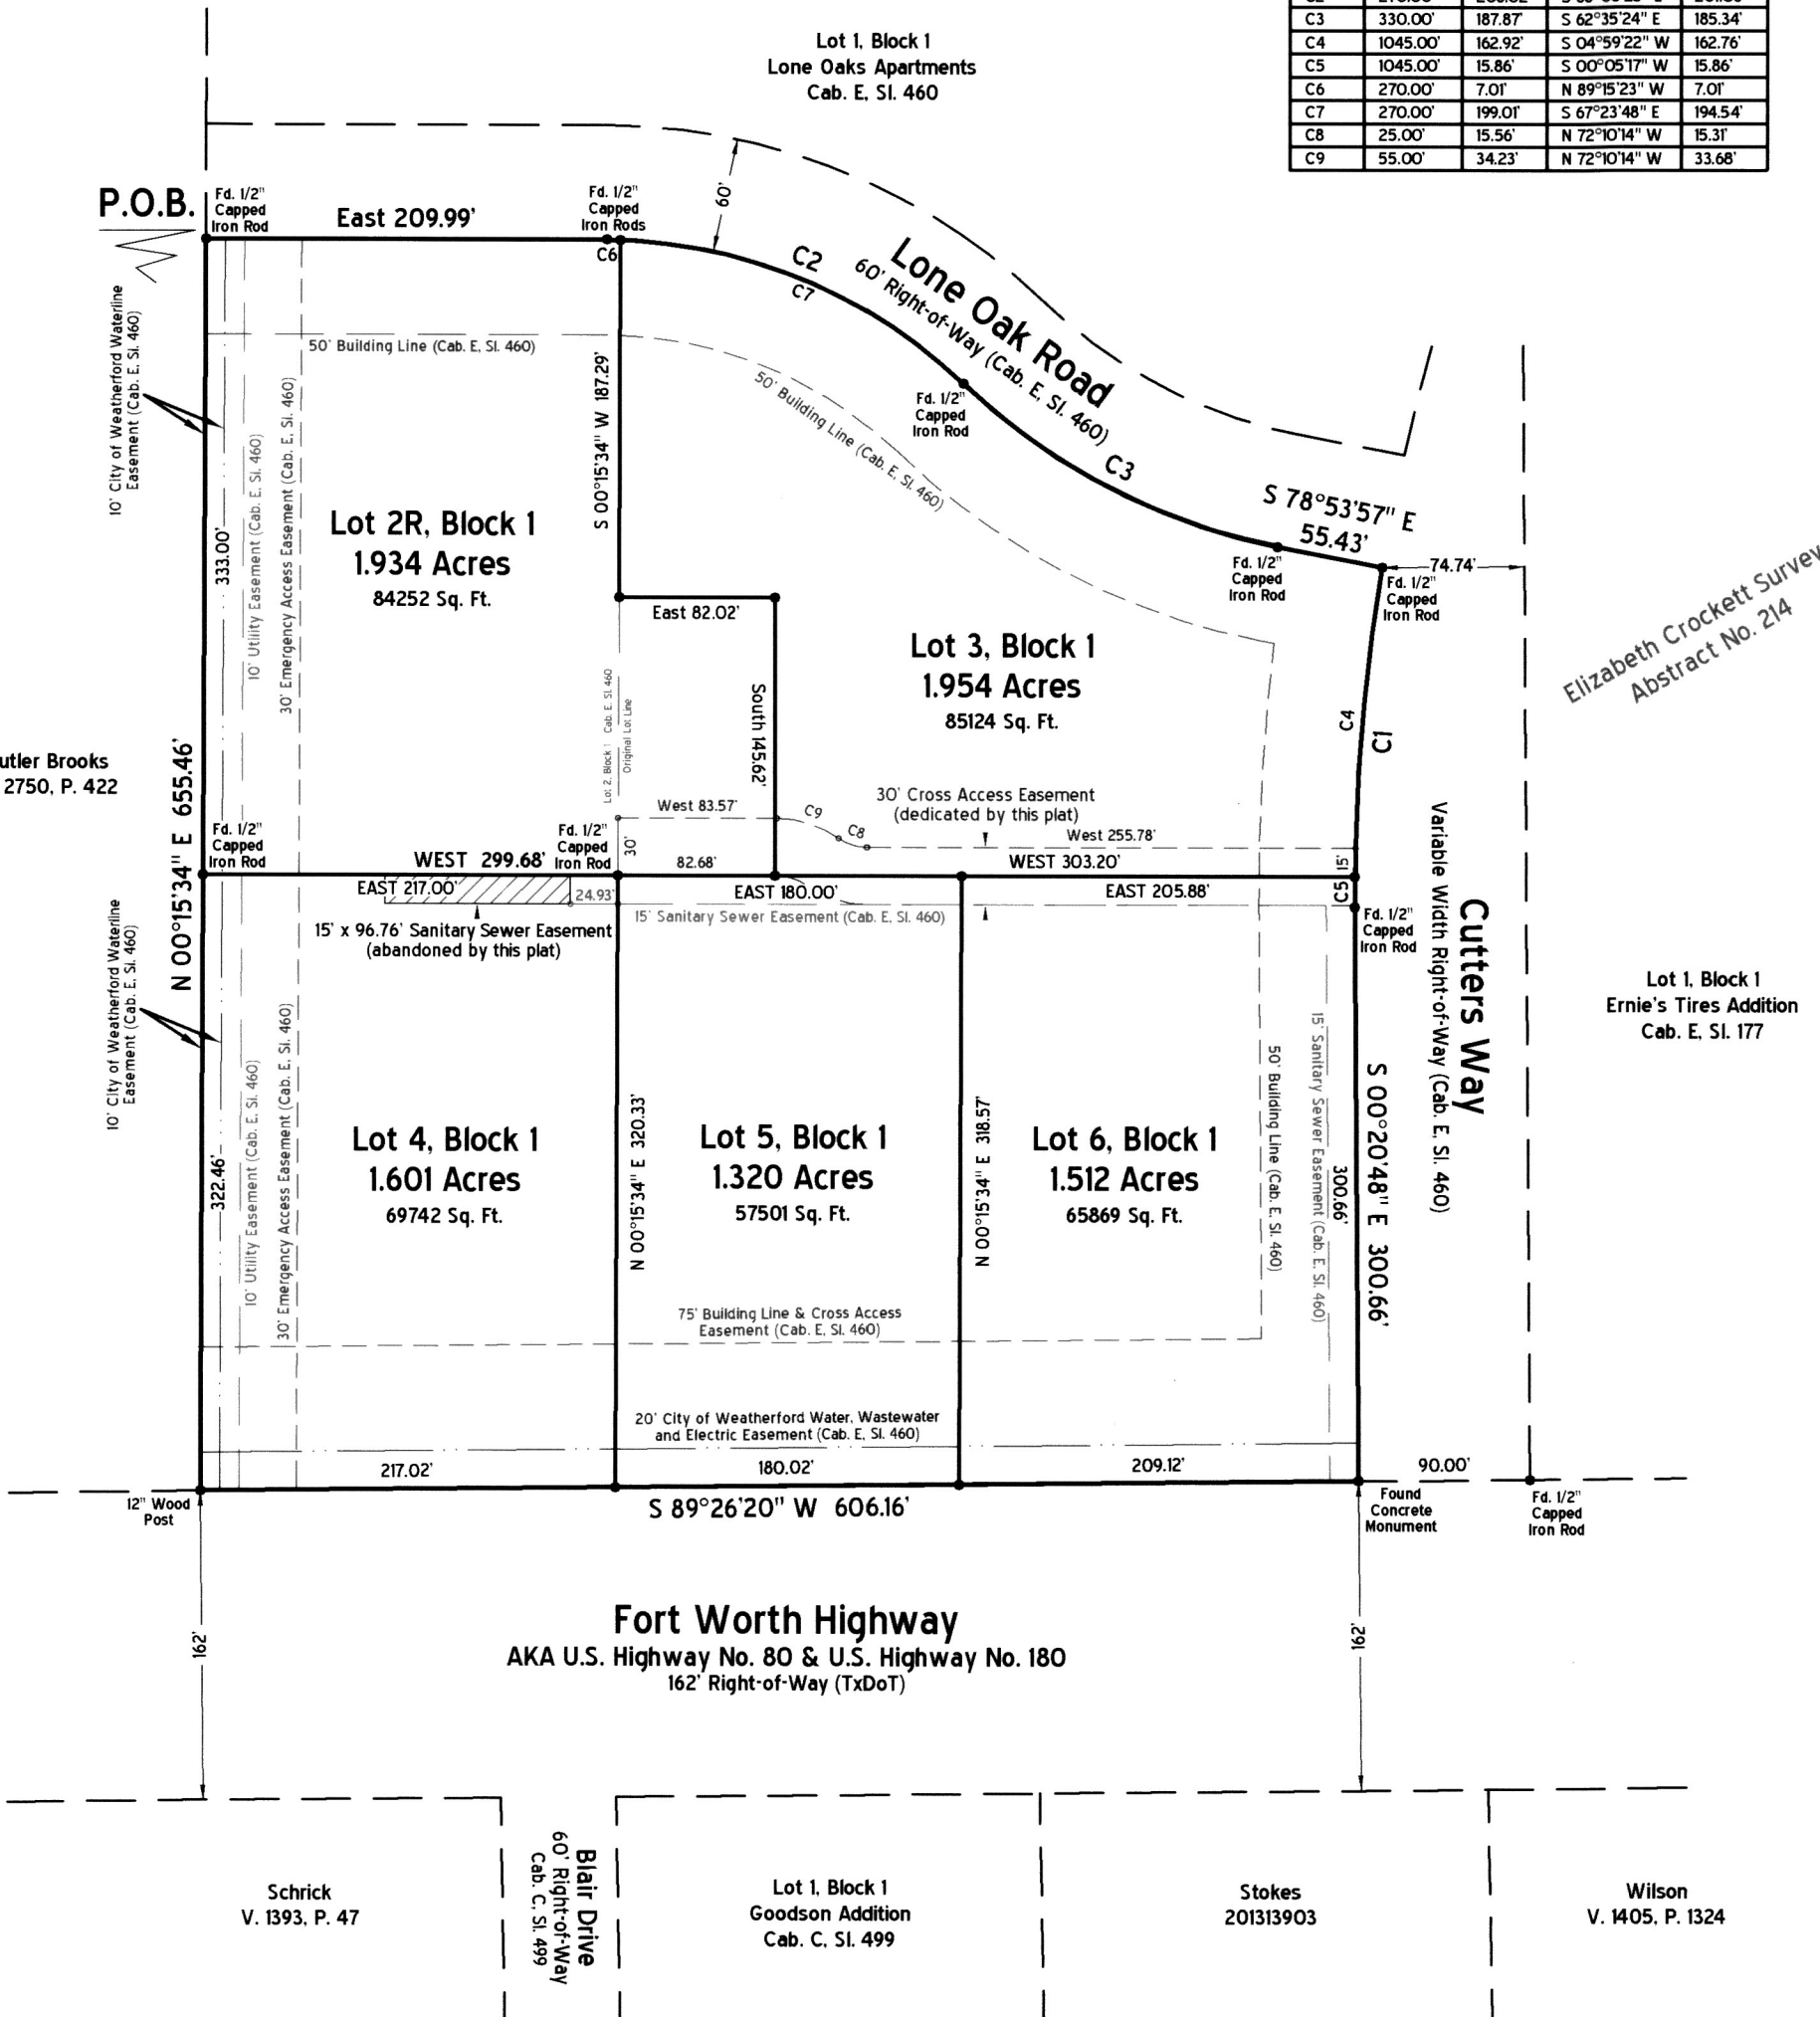 C3 330.00' 187.87' S 62°35'24" E 185.34'
C4 1045.00' 162.92' S 04°59'22" W 162.76'
C5 1045.00' 15.86' S 00°05'17" W 15.86'
C6 270.00' 7.01' N 89°15'23" W 7.01'
C7 270.00' 199.01' S 67°23'48" E 194.54'
C8 25.00' 15.56' N 72°10'14" W 15.31'
C9 55.00' 34.23' N 72°10'14" W 33.68'
Lot 1, Block 1
Lone Oaks Apartments
Cab. E, Sl. 460
P.O.B.
Fd. 1/2"
Capped
Iron Rod
East 209.99'
Fd. 1/2"
Capped
Iron Rods
C6
60'
C2
C7
Lone Oak Road
60' Right-of-Way (Cab. E, Sl. 460)
10' City of Weatherford Waterline
Easement (Cab. E, Sl. 460)
50' Building Line (Cab. E, Sl. 460)
50' Building Line (Cab. E, Sl. 460)
Fd. 1/2"
Capped
Iron Rod
C3
S 78°53'57" E
55.43'
Fd. 1/2"
Capped
Iron Rod
74.74'
Fd. 1/2"
Capped
Iron Rod
Elizabeth Crockett Survey
Abstract No. 214
333.00'
10' Utility Easement (Cab. E, Sl. 460)
30' Emergency Access Easement (Cab. E, Sl. 460)
Lot 2R, Block 1
1.934 Acres
84252 Sq. Ft.
S 00°15'34" W 187.29'
East 82.02'
Lot 3, Block 1
1.954 Acres
85124 Sq. Ft.
South 145.62'
Lot 2, Block 1 Cab. E, Sl. 460
Original Lot Line
C4
C1
utler Brooks
2750, P. 422
N 00°15'34" E 655.46'
West 83.57'
C9
C8
30' Cross Access Easement
(dedicated by this plat)
West 255.78'
Fd. 1/2"
Capped
Iron Rod
WEST 299.68'
Fd. 1/2"
Capped
Iron Rod
30'
82.68'
WEST 303.20'
15'
C5
EAST 217.00'
24.93'
EAST 180.00'
EAST 205.88'
15' Sanitary Sewer Easement (Cab. E, Sl. 460)
15' x 96.76' Sanitary Sewer Easement
(abandoned by this plat)
Fd. 1/2"
Capped
Iron Rod
Cutters Way
Variable Width Right-of-Way (Cab. E, Sl. 460)
Lot 1, Block 1
Ernie's Tires Addition
Cab. E, Sl. 177
10' City of Weatherford Waterline
Easement (Cab. E, Sl. 460)
322.46'
10' Utility Easement (Cab. E, Sl. 460)
30' Emergency Access Easement (Cab. E, Sl. 460)
Lot 4, Block 1
1.601 Acres
69742 Sq. Ft.
N 00°15'34" E 320.33'
Lot 5, Block 1
1.320 Acres
57501 Sq. Ft.
N 00°15'34" E 318.57'
Lot 6, Block 1
1.512 Acres
65869 Sq. Ft.
50' Building Line (Cab. E, Sl. 460)
15' Sanitary Sewer Easement (Cab. E, Sl. 460)
300.66'
S 00°20'48" E 300.66'
75' Building Line & Cross Access
Easement (Cab. E, Sl. 460)
20' City of Weatherford Water, Wastewater
and Electric Easement (Cab. E, Sl. 460)
217.02'
180.02'
209.12'
90.00'
12" Wood
Post
S 89°26'20" W 606.16'
Found
Concrete
Monument
Fd. 1/2"
Capped
Iron Rod
162'
Fort Worth Highway
AKA U.S. Highway No. 80 & U.S. Highway No. 180
162' Right-of-Way (TxDoT)
162'
Schrick
V. 1393, P. 47
Blair Drive
60' Right-of-Way
Cab. C, Sl. 499
Lot 1, Block 1
Goodson Addition
Cab. C, Sl. 499
Stokes
201313903
Wilson
V. 1405, P. 1324